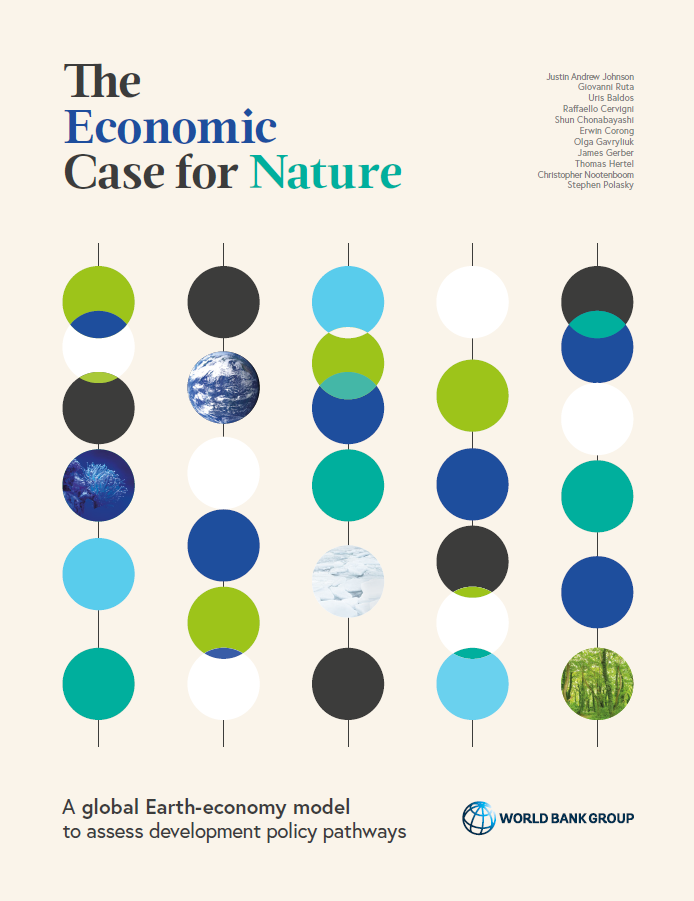 The
Economic
Case for Nature
Justin Andrew Johnson
Giovanni Ruta
Uris Baldos
Raffaello Cervigni
Shun Chonabayashi
Erwin Corong
Olga Gavryliuk
James Gerber
Thomas Hertel
Christopher Nootenboom
Stephen Polasky
A global Earth-economy model
to assess development policy pathways
WORLD BANK GROUP